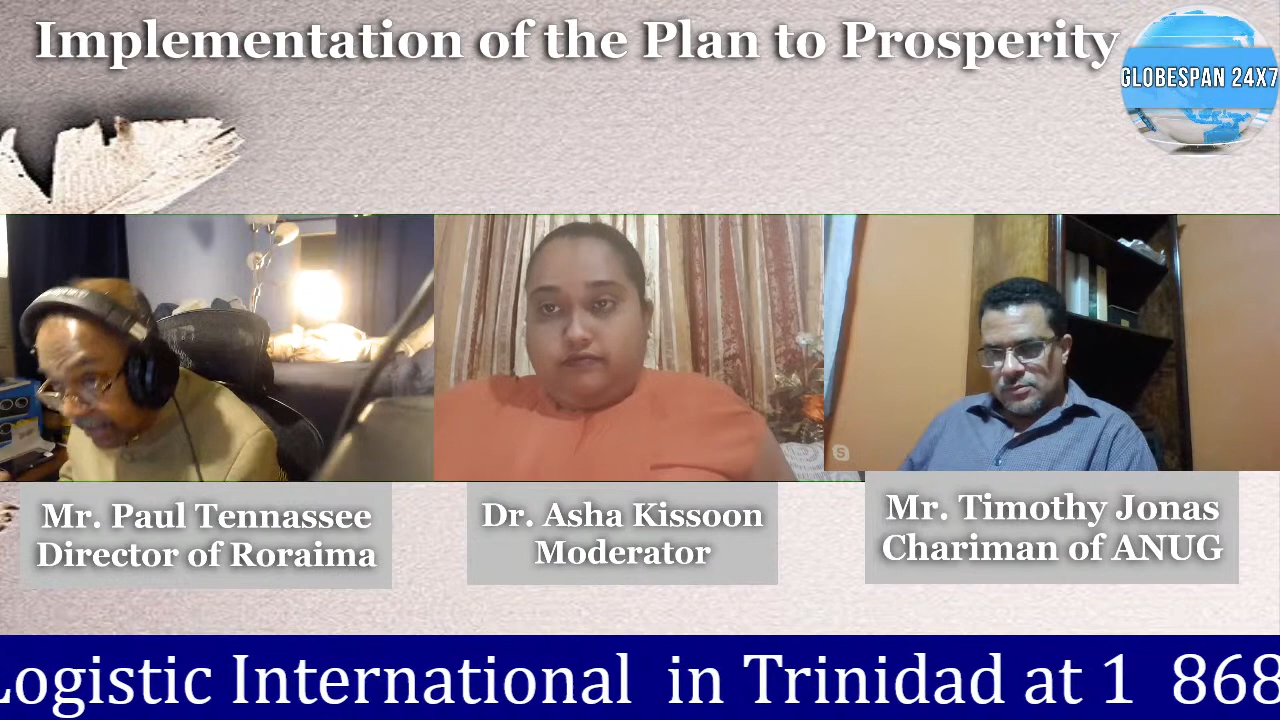 Implementation of the Plan to Prosperity
GLOBESPAN 24X7
Mr. Paul Tennassee
Director of Roraima
Dr. Asha Kissoon
Moderator
Mr. Timothy Jonas
Chariman of ANUG
Logistic International in Trinidad at 1 868